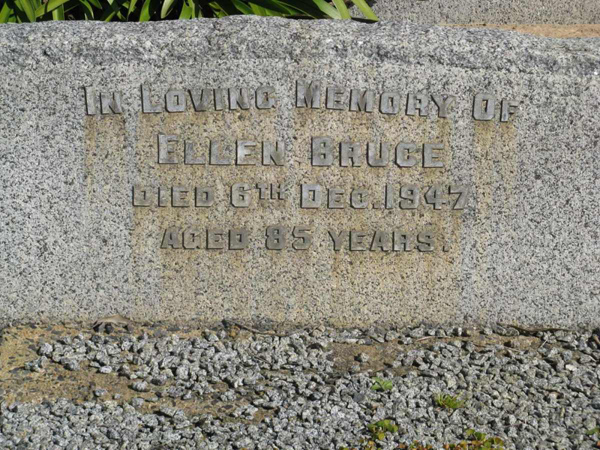 In Loving Memory Of
Ellen Bruce
Died 6th Dec. 1947
Aged 85 Years.